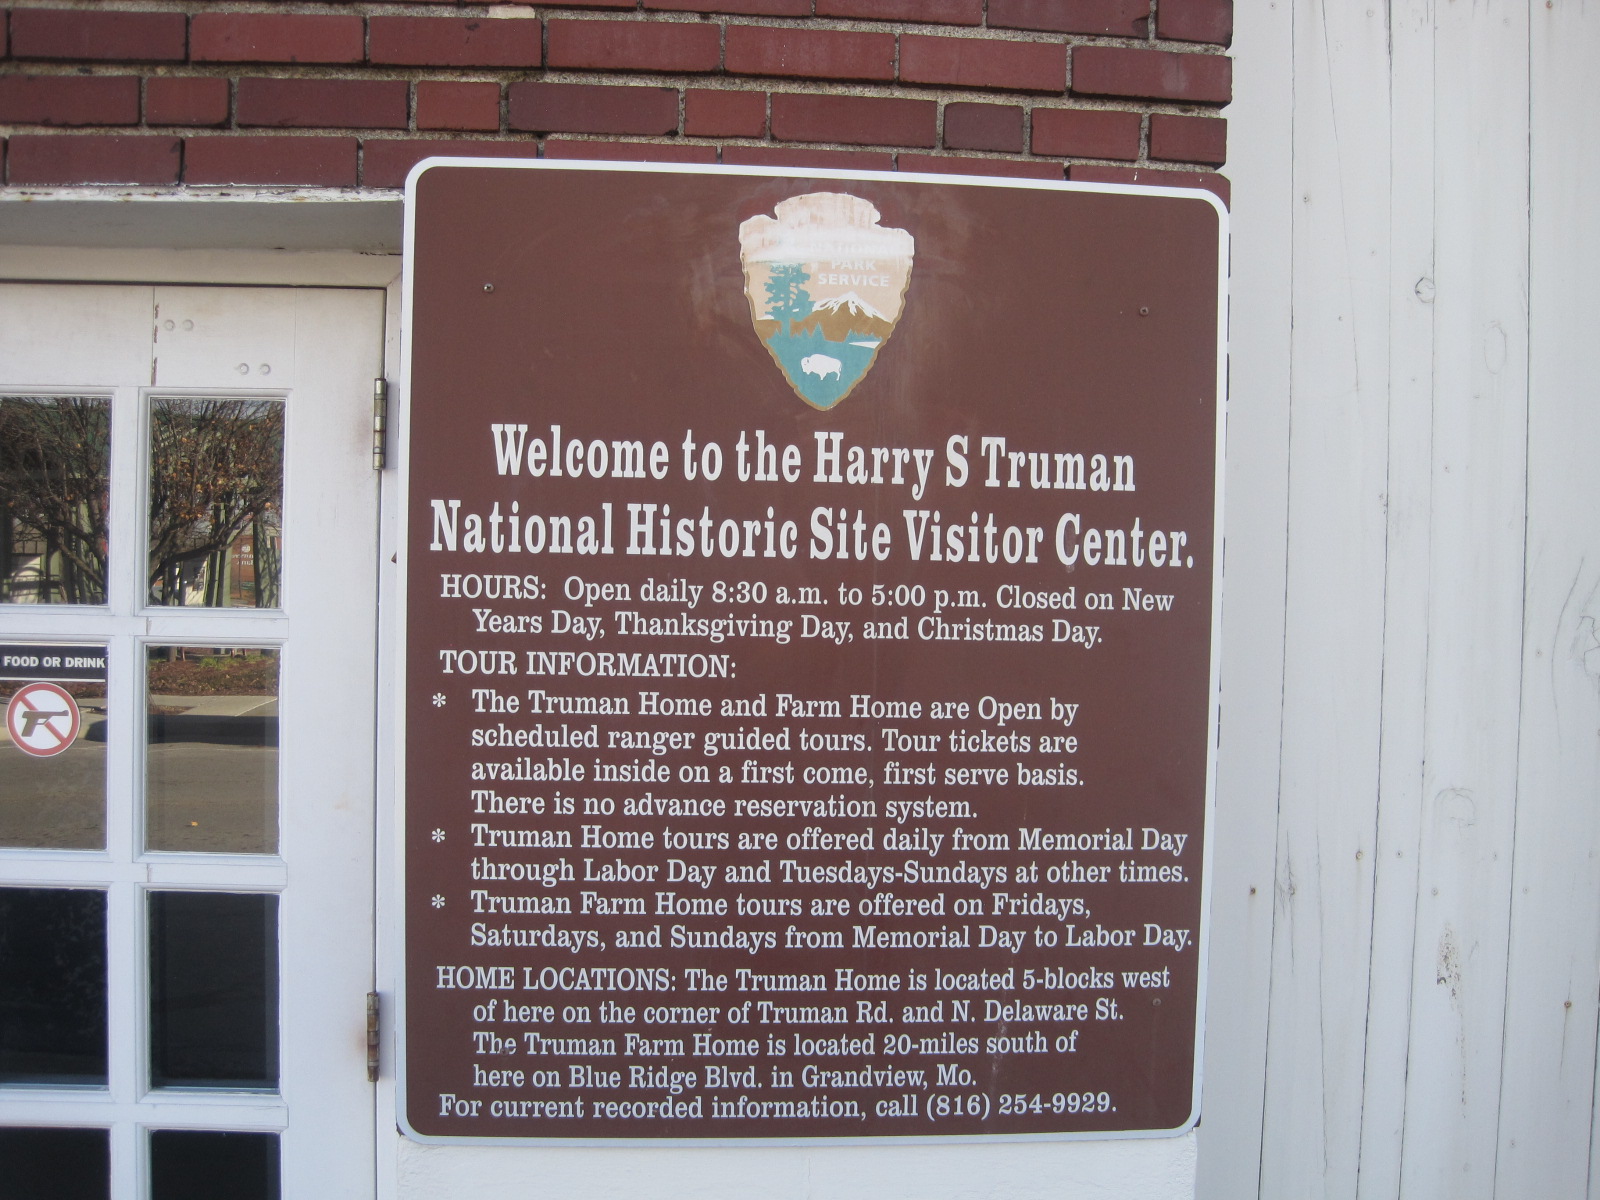 PARK
SERVICE
Welcome to the Harry S Truman
National Historic Site Visitor Center.
HOURS: Open daily 8:30 a.m. to 5:00 p.m. Closed on New
Years Day, Thanksgiving Day, and Christmas Day.
TOUR INFORMATION:
* The Truman Home and Farm Home are Open by
scheduled ranger guided tours. Tour tickets are
available inside on a first come, first serve basis.
There is no advance reservation system.
* Truman Home tours are offered daily from Memorial Day
through Labor Day and Tuesdays-Sundays at other times.
* Truman Farm Home tours are offered on Fridays,
Saturdays, and Sundays from Memorial Day to Labor Day.
HOME LOCATIONS: The Truman Home is located 5-blocks west
of here on the corner of Truman Rd. and N. Delaware St.
The Truman Farm Home is located 20-miles south of
here on Blue Ridge Blvd. in Grandview, Mo.
For current recorded information, call (816) 254-9929.
FOOD OR DRINK